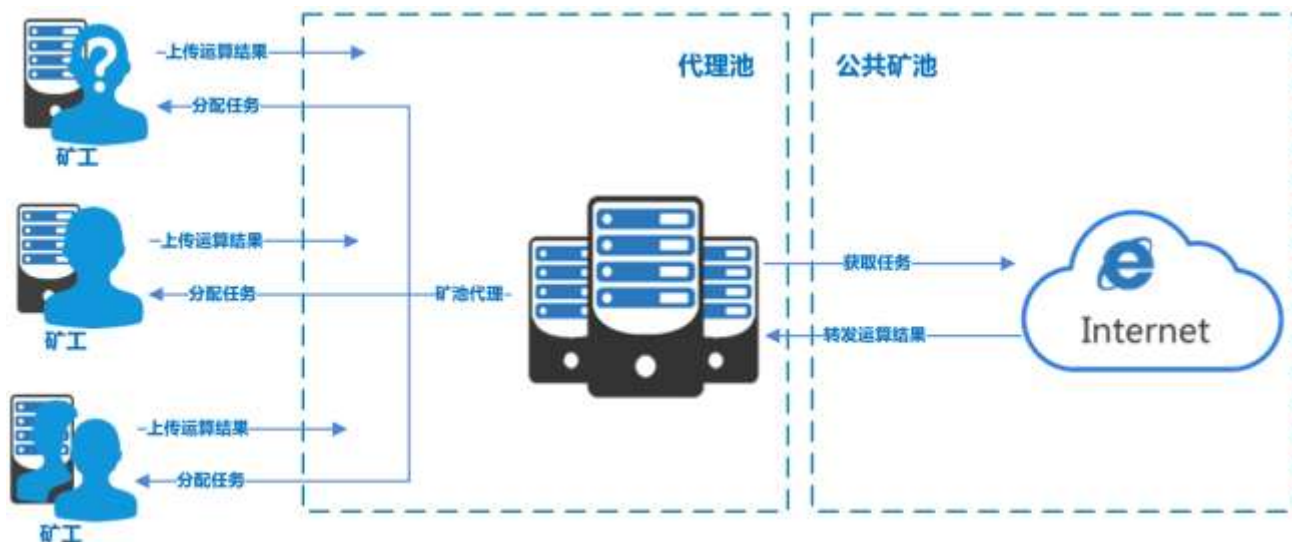 上传运算结果
代理池
公共矿池
分配任务
矿工
上传运算结果
获取任务
分配任务
矿池代理
转发运算结果
Internet
矿工
上传运算结果
分配任务
矿工